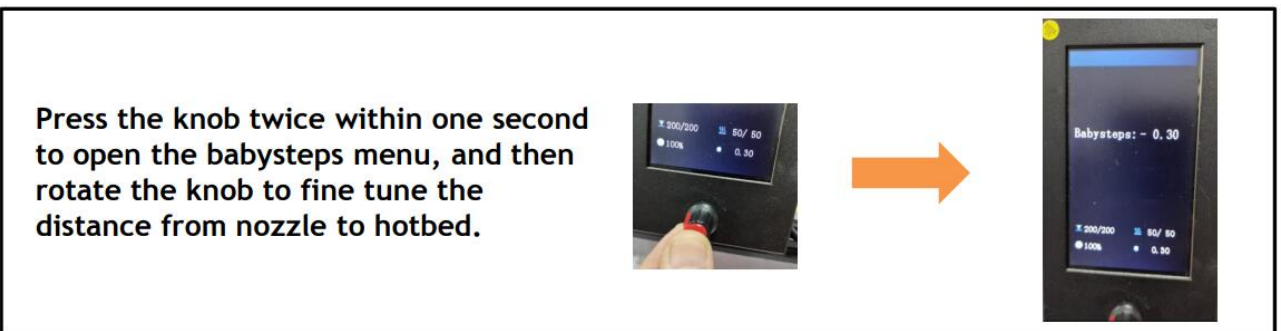 Press the knob twice within one second
to open the babysteps menu, and then
rotate the knob to fine tune the
distance from nozzle to hotbed.
200/200 50/ 50
100% 0.30
Babysteps: - 0.30
200/200 50/ 50
100% 0.30